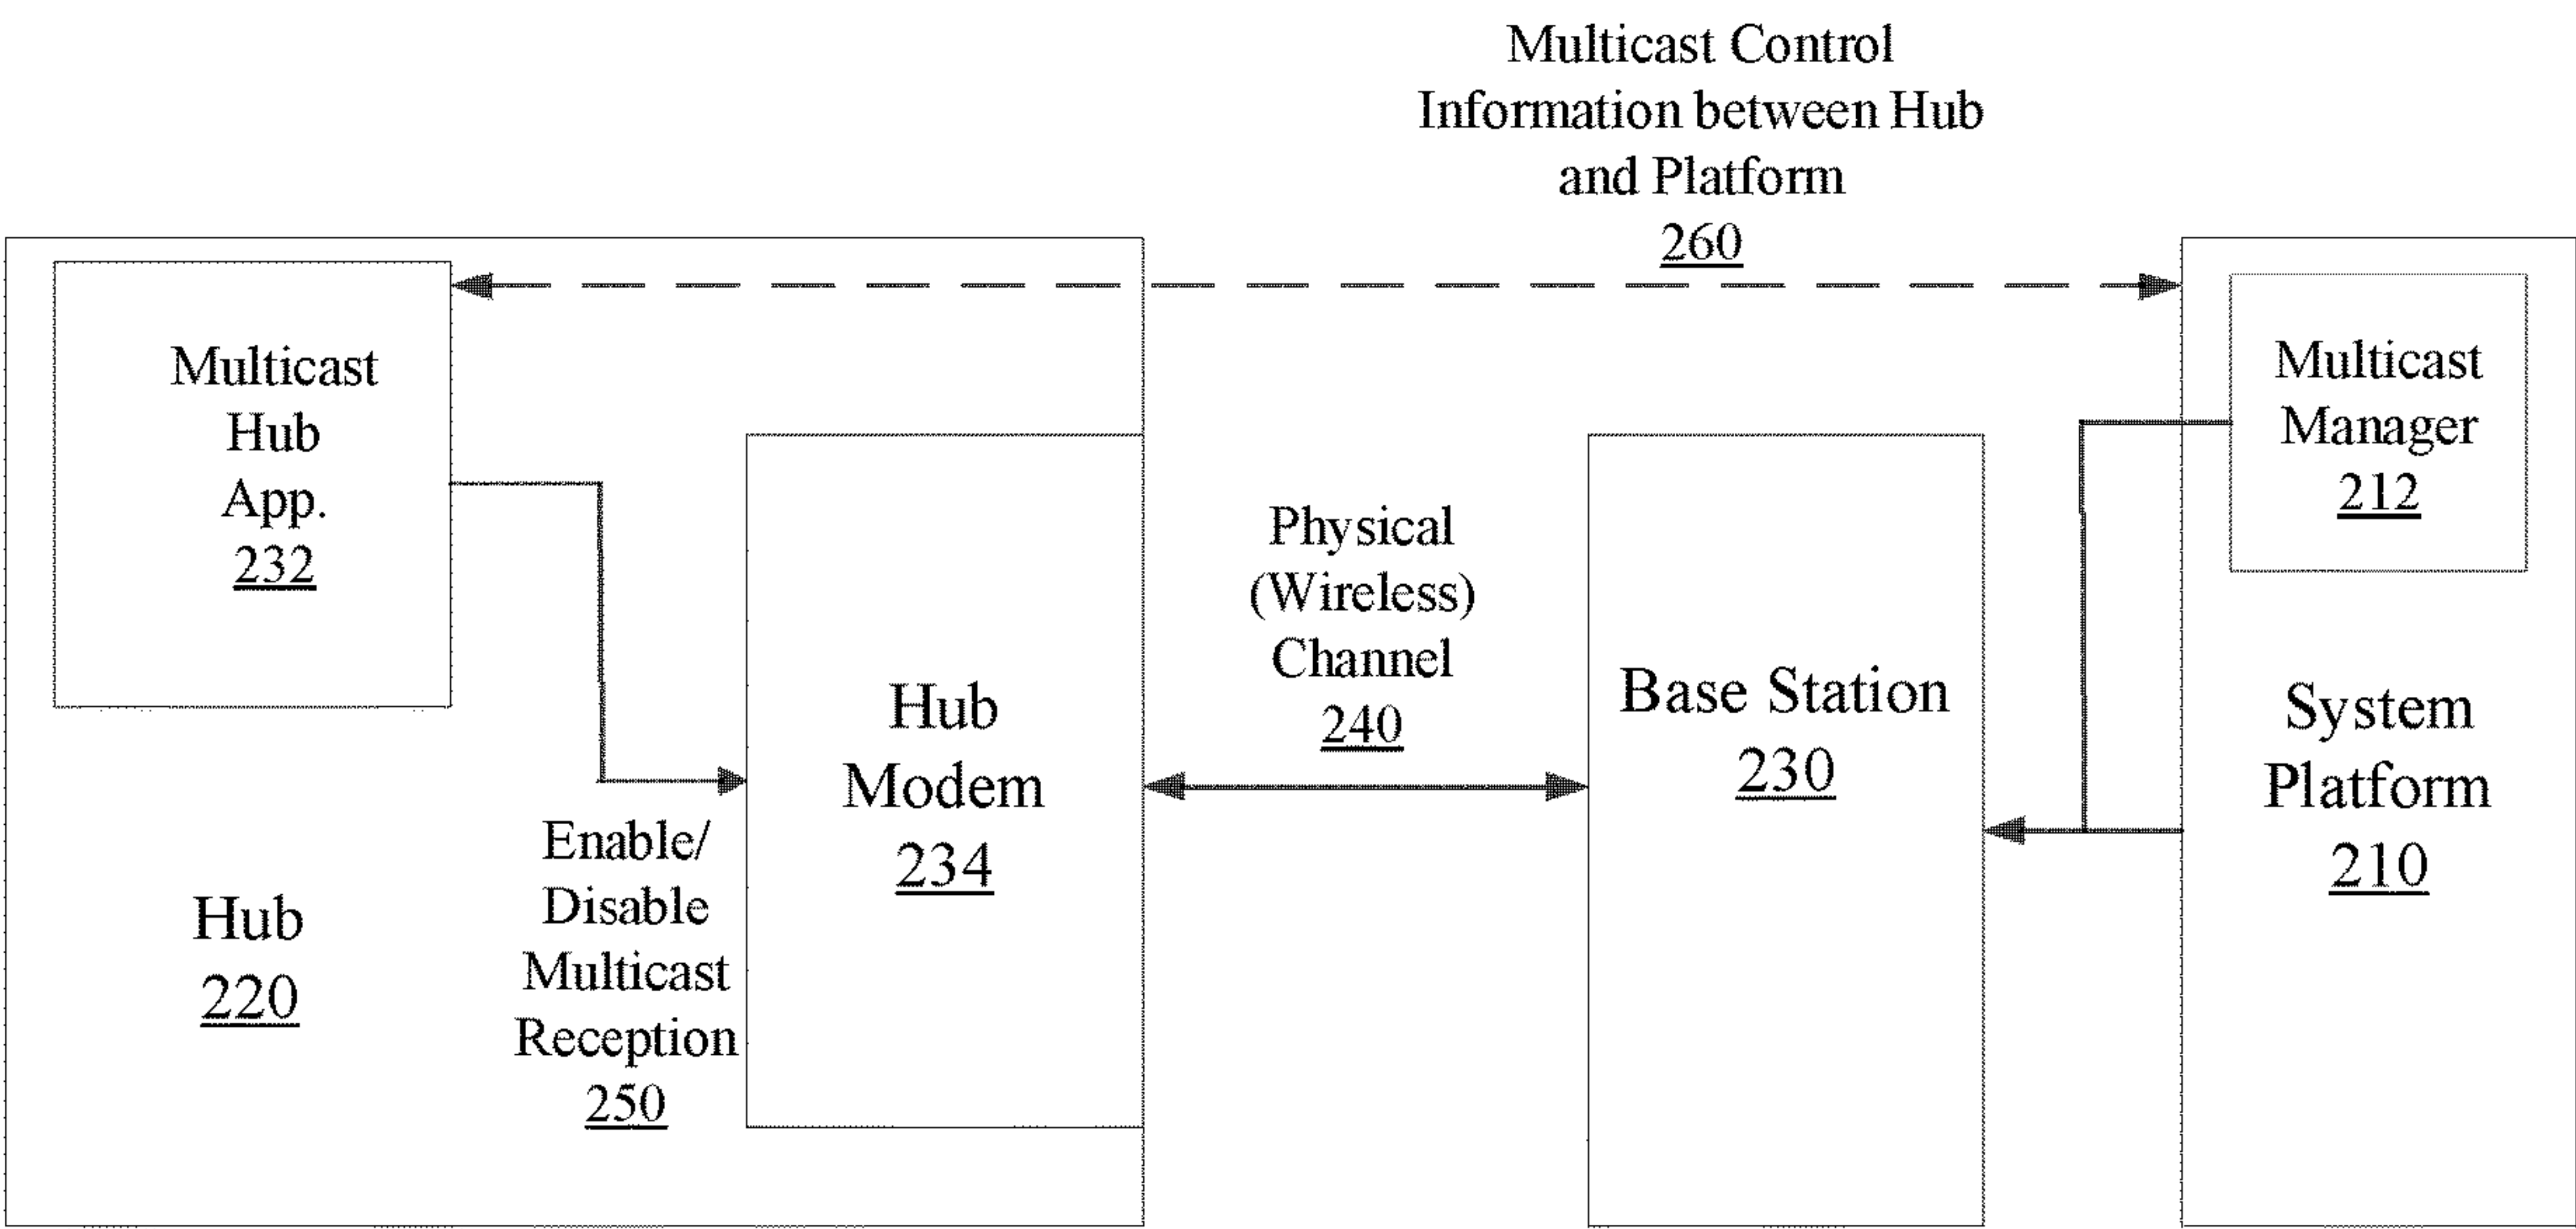 Multicast Control
Information between Hub
and Platform
260
Multicast
Hub
App.
232
Hub
220
Enable/
Disable
Multicast
Reception
250
Hub
Modem
234
Physical
(Wireless)
Channel
240
Base Station
230
Multicast
Manager
212
System
Platform
210